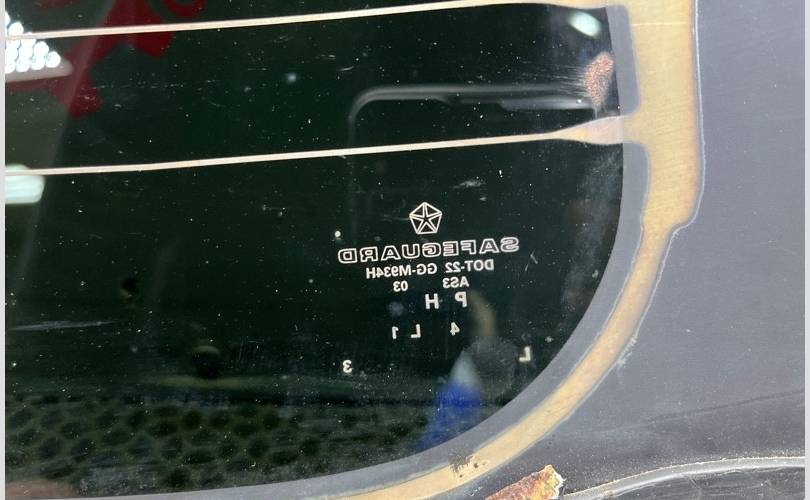 SAFEGUARD
DOT-22 GG-M934H
AS3 03
P H
4 L 1
L 3